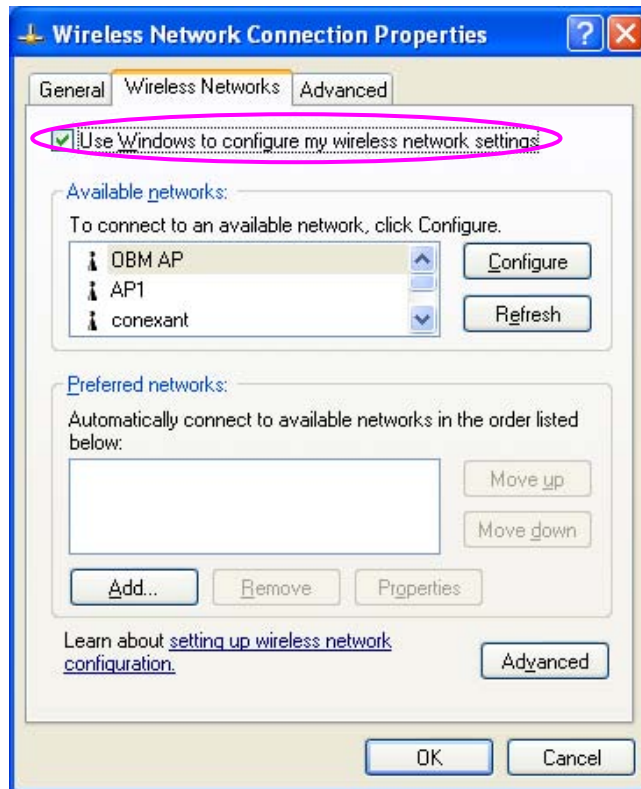 Wireless Network Connection Properties
General Wireless Networks Advanced
Use Windows to configure my wireless network settings
Available networks:
To connect to an available network, click Configure.
OBM AP
AP1
conexant
Configure
Refresh
Preferred networks:
Automatically connect to available networks in the order listed
below:
Move up
Move down
Add... Remove Properties
Learn about setting up wireless network
configuration.
Advanced
OK Cancel